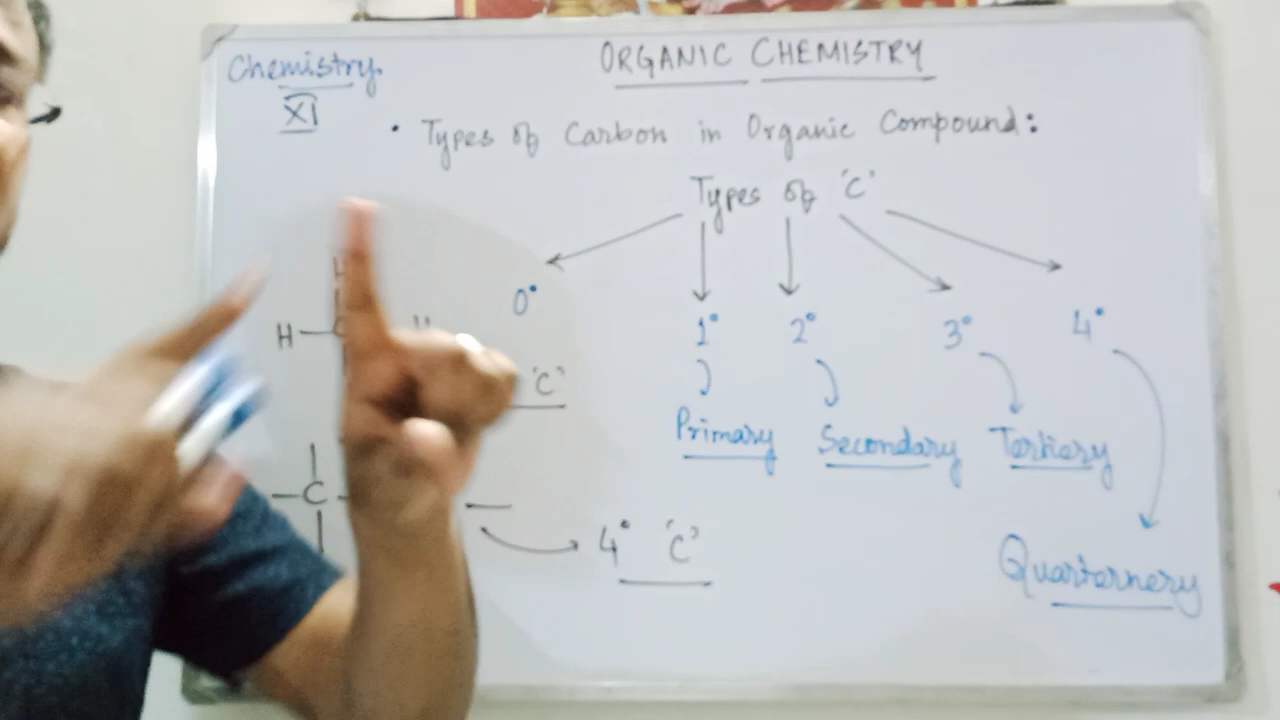 Chemistry
XI
ORGANIC CHEMISTRY
• Types of Carbon in Organic Compound:
Types of 'C'
0°
1°
2°
3°
4°
Primary
Secondary
Tertiary
Quarternery
H
H—C
'C'
—C—
4° 'C'